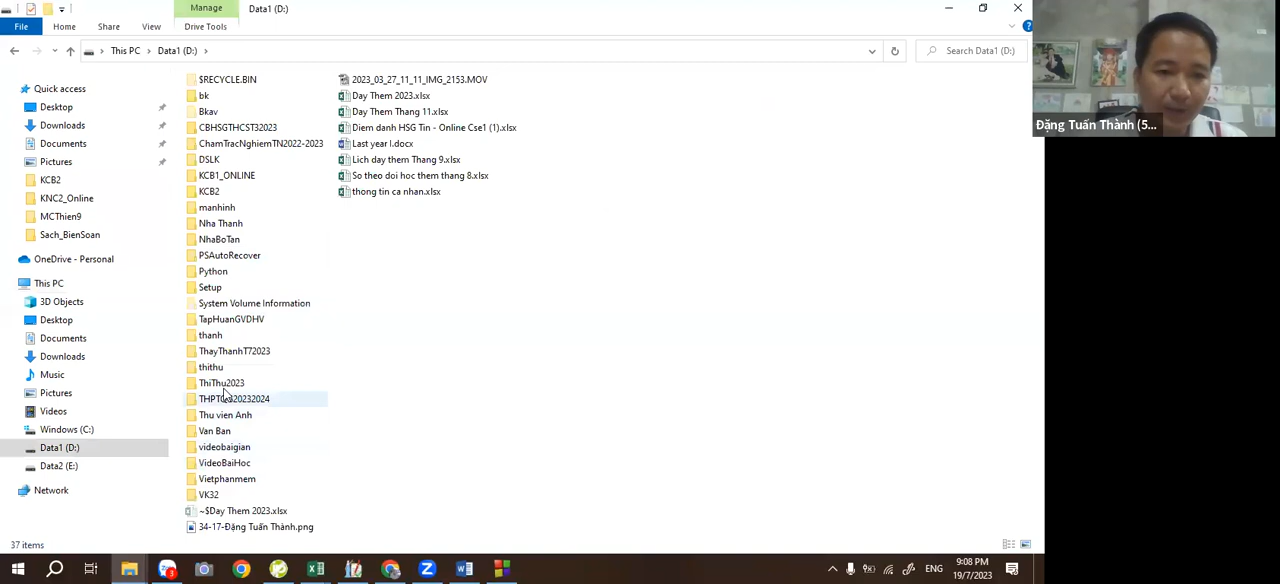 Manage
Data1 (D:)
File
Home
Share
View
Drive Tools
This PC
Data1 (D:)
Search Data1 (D:)
Quick access
Desktop
Downloads
Documents
Pictures
KCB2
KNC2_Online
MCThien9
Sach_BienSoan
OneDrive - Personal
This PC
3D Objects
Desktop
Documents
Downloads
Music
Pictures
Videos
Windows (C:)
Data1 (D:)
Data2 (E:)
Network
$RECYCLE.BIN
bk
Bkav
CBHSGTHCST32023
ChamTracNghiemTN2022-2023
DSLK
KCB1_ONLINE
KCB2
manhinh
Nha Thanh
NhaBoTan
PSAutoRecover
Python
Setup
System Volume Information
TapHuanGVDHV
thanh
ThayThanhT72023
thithu
ThiThu2023
Thu vien Anh
Van Ban
videobaigian
VideoBaiHoc
Vietphanmem
VK32
~$Day Them 2023.xlsx
34-17-Đặng Tuấn Thành.png
2023_03_27_11_11_IMG_2153.MOV
Day Them 2023.xlsx
Day Them Thang 11.xlsx
Diem danh HSG Tin - Online Cse1 (1).xlsx
Last year I.docx
Lich day them Thang 9.xlsx
So theo doi hoc them thang 8.xlsx
thong tin ca nhan.xlsx
Đặng Tuấn Thành (5...
37 items
3
ENG
9:08 PM
19/7/2023